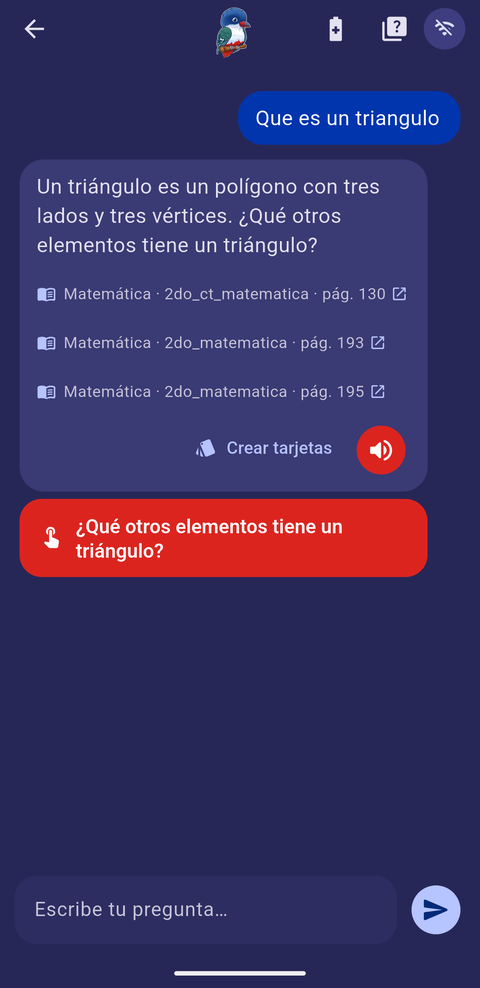 Que es un triangulo
Un triángulo es un polígono con tres
lados y tres vértices. ¿Qué otros
elementos tiene un triángulo?
Matemática · 2do_ct_matematica · pág. 130
Matemática · 2do_matematica · pág. 193
Matemática · 2do_matematica · pág. 195
Crear tarjetas
¿Qué otros elementos tiene un
triángulo?
Escribe tu pregunta…